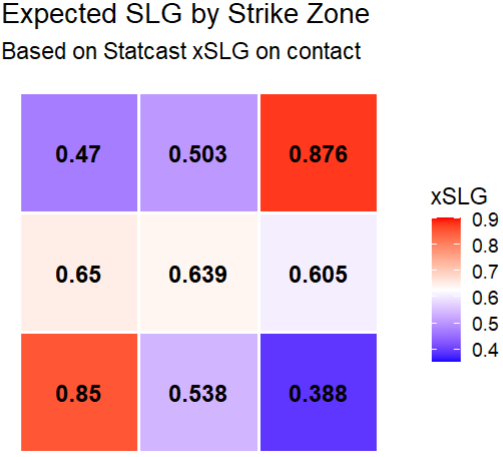 Expected SLG by Strike Zone
Based on Statcast xSLG on contact
0.47 0.503 0.876
0.65 0.639 0.605
0.85 0.538 0.388
xSLG
0.9
0.8
0.7
0.6
0.5
0.4